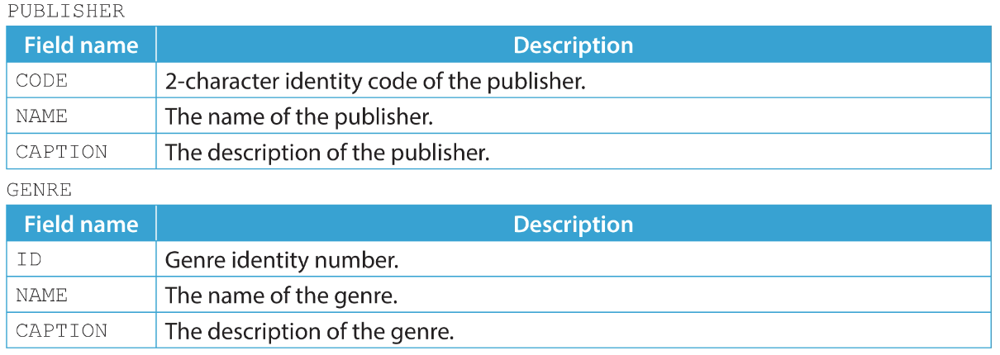 PUBLISHER
Field name Description
CODE 2-character identity code of the publisher.
NAME The name of the publisher.
CAPTION The description of the publisher.
GENRE
Field name Description
ID Genre identity number.
NAME The name of the genre.
CAPTION The description of the genre.